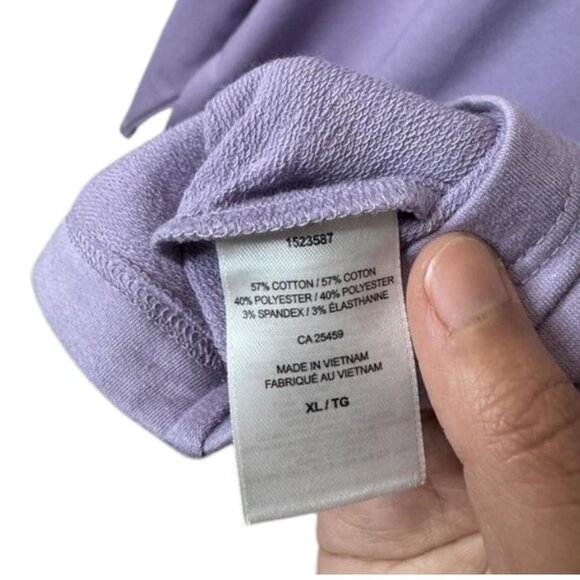 1523587
57% COTTON / 57% COTON
40% POLYESTER / 40% POLYESTER
3% SPANDEX / 3% ÉLASTHANNE
CA 25459
MADE IN VIETNAM
FABRIQUÉ AU VIETNAM
XL / TG